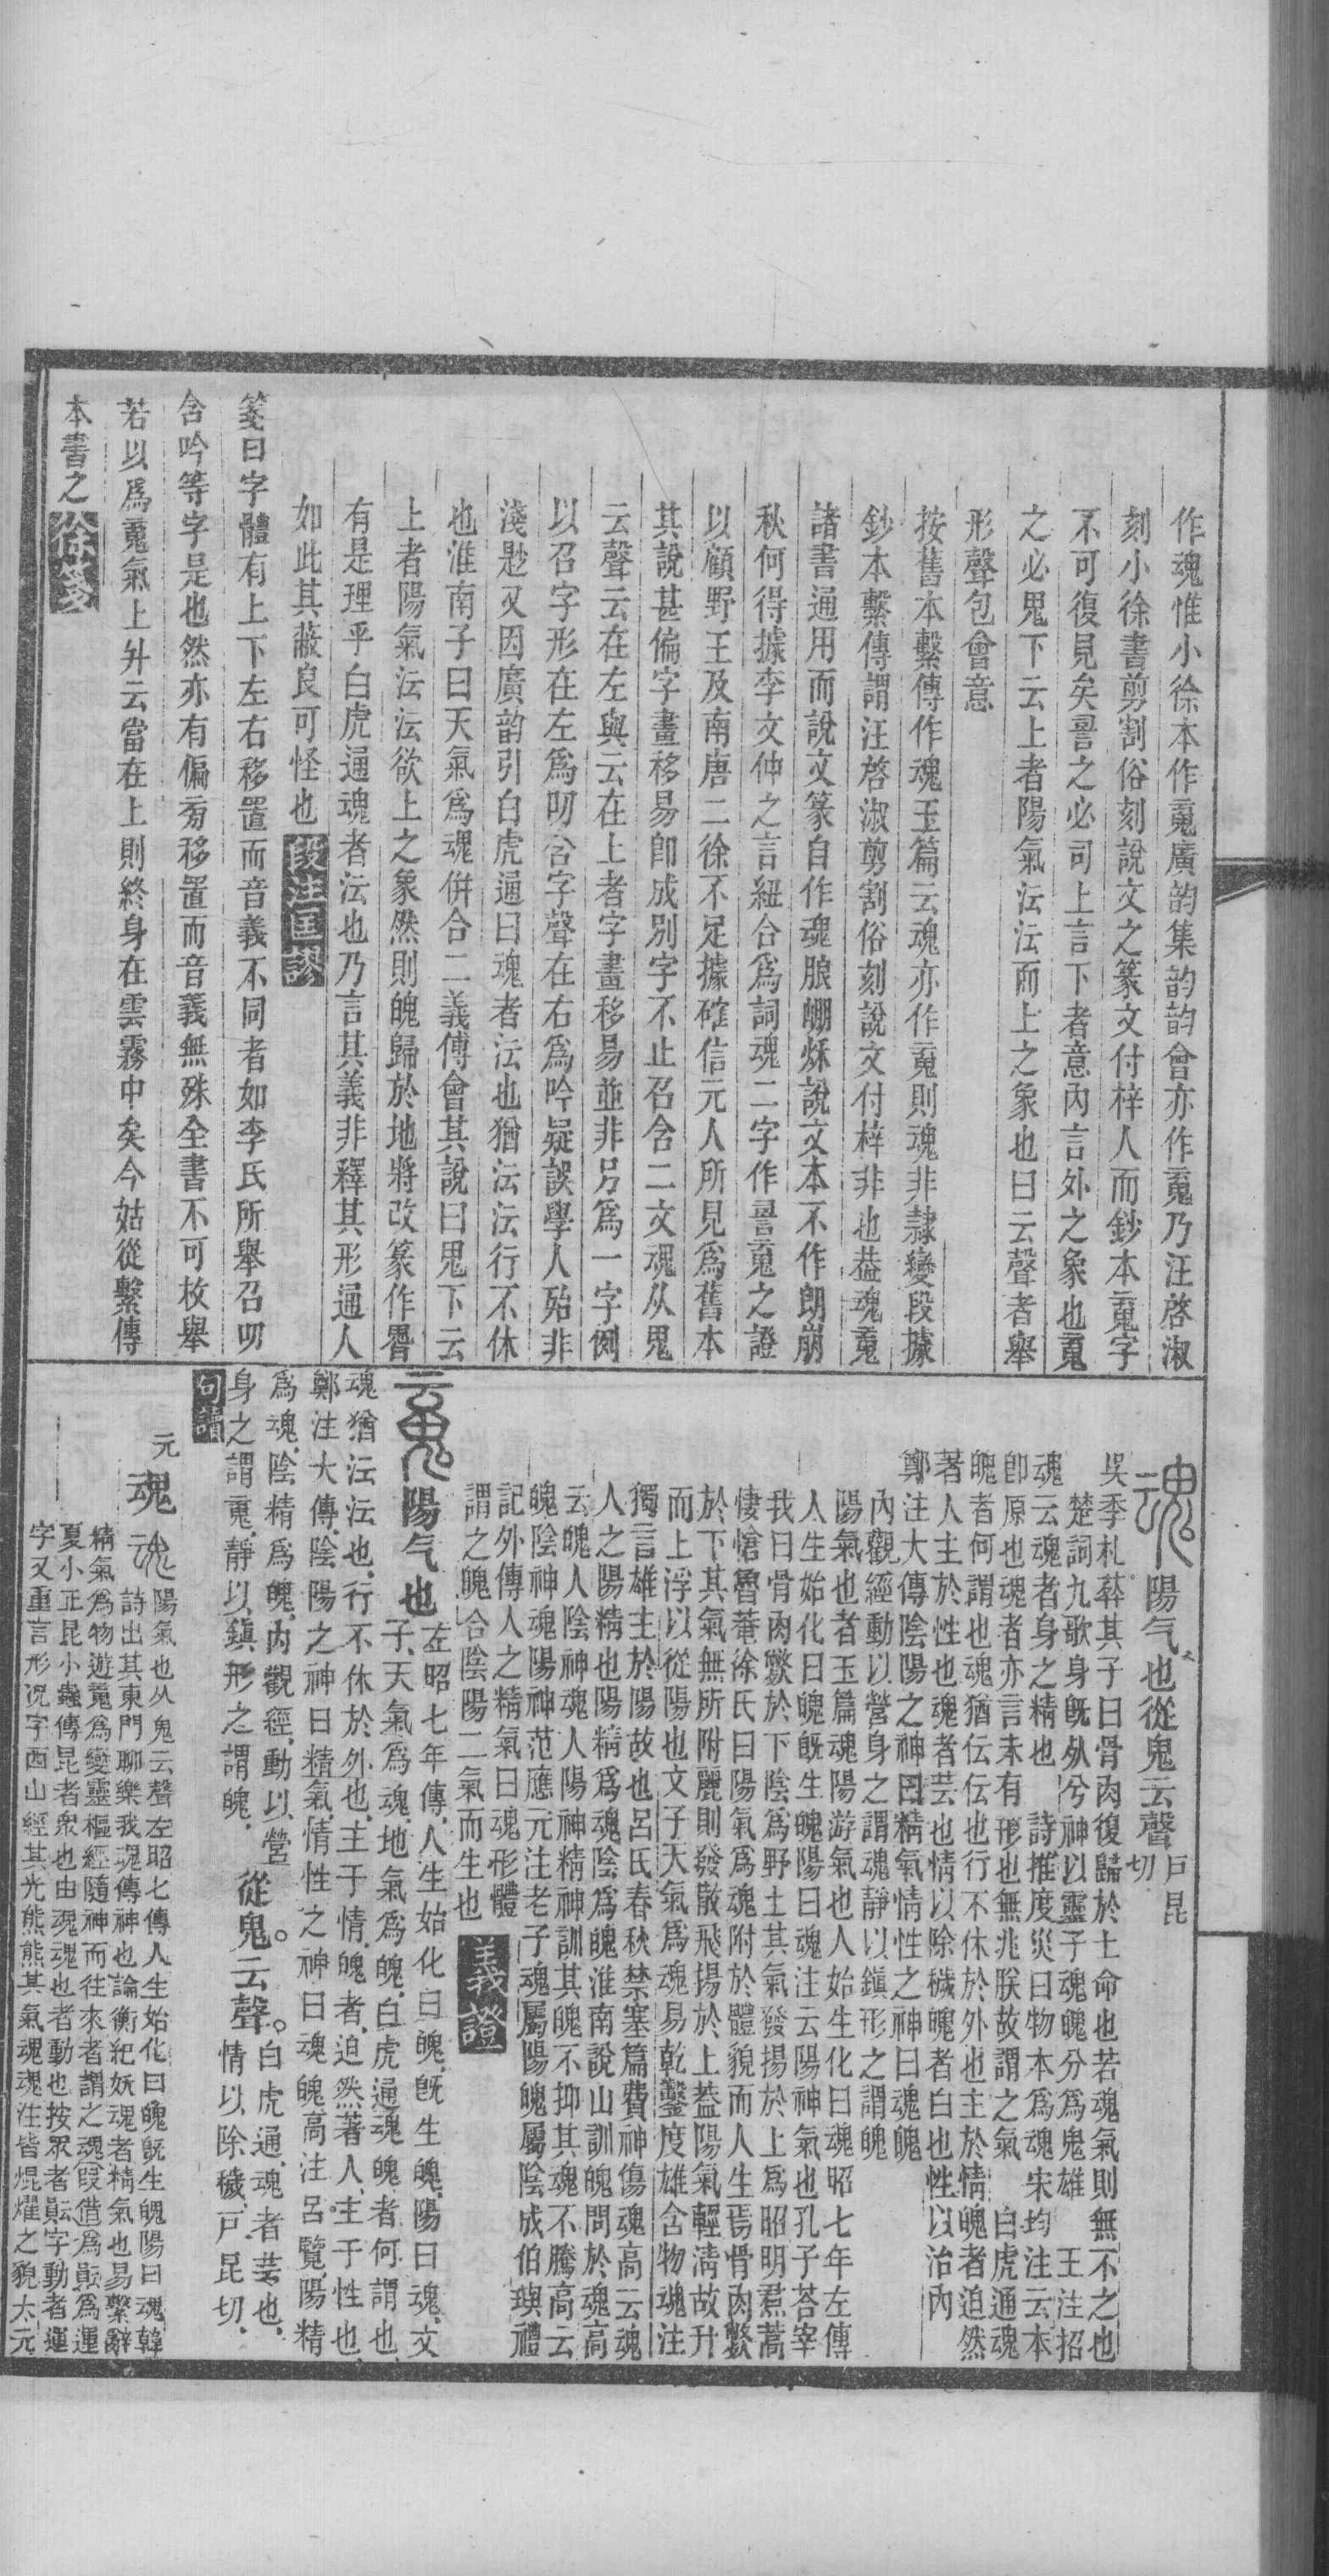 作魂惟小徐本作䰟廣韵集韵韵會亦作䰟乃汪啓淑
刻小徐書剪割俗刻說文之篆文付梓人而鈔本䰟字
不可復見矣䛐之必司上言下者意內言外之象也䰟
之必鬼下云上者陽氣沄沄而上之象也曰云聲者舉
形聲包會意
按舊本繫傳作魂玉篇云魂亦作䰟則魂非隸變段據
鈔本繫傳謂汪啓淑剪割俗刻說文付梓非也葢魂䰟
諸書通用而說文篆自作魂脼秌說文本不作朗崩
秋何得據李文仲之言紐合爲詞魂二字作䛐䰟之證
以顧野王及南唐二徐不足據確信元人所見爲舊本
其說甚偏字畫移易卽成別字不止召含二文魂从鬼
云聲云在左與云在上者字畫移易並非另爲一字例
以召字形在左爲叨含字聲在右爲吟疑誤學人殆非
淺尟又因廣韵引白虎通曰魂者沄也猶沄沄行不休
也淮南子曰天氣爲魂併合二義傅會其說曰鬼下云
上者陽氣沄沄欲上之象然則魄歸於地將改篆作
有是理乎白虎通魂者沄也乃言其義非釋其形通人
如此其蔽良可怪也段注匡謬
箋曰字體有上下左右移置而音義不同者如李氏所舉召叨
含吟等字是也然亦有偏㫄移置而音義無殊全書不可枚舉
若以爲䰟氣上升云當在上則終身在雲霧中矣今姑從繫傳
本書之徐箋
魂陽气也從鬼云聲戶昆切
吳季札葬其子曰骨肉復歸於土命也若魂氣則無不之也
楚詞九歌身旣死兮神以靈子魂魄分爲鬼雄 王注招
魂云魂者身之精也 詩推度災曰物本爲魂宋均注云本
卽原也魂者亦言未有形也無兆朕故謂之氣 白虎通魂
魄者何謂也魂猶伝伝也行不休於外也主於情魄者迫然
著人主於性也魂者芸也情以除穢魄者白也性以治內
鄭注大傳陰陽之神曰精氣情性之神曰魂魄
內觀經動以營身之謂魂靜以鎮形之謂魄
陽氣也者玉篇魂陽游氣也人始生化曰魂昭七年左傳
人生始化曰魄旣生魄陽曰魂注云陽神氣也孔子荅宰
我曰骨肉斃於下陰爲野土其氣發揚於上爲昭明焄蒿
悽愴魯菴徐氏曰陽氣爲魂附於體貌而人生焉骨肉斃
於下其氣無所附麗則發散飛揚於上葢陽氣輕清故升
而上浮以從陽也文子天氣爲魂易乾鑿度雄含物魂注
獨言雄主於陽故也呂氏春秋禁塞篇費神傷魂高云魂
人之陽精也陽精爲魂陰爲魄淮南說山訓魄問於魂高
云魄人陰神魂人陽神精神訓其魄不抑其魂不騰高云
魄陰神魂陽神范應元注老子魂屬陽魄屬陰成伯璵禮
記外傳人之精氣曰魂形體
謂之魄合陰陽二氣而生也義證
䰟陽气也左昭七年傳人生始化曰魄旣生魄陽曰魂文
子天氣爲魂地氣爲魄白虎通魂魄者何謂也
魂猶沄沄也行不休於外也主于情魄者迫然著人主于性也
鄭注大傳陰陽之神曰精氣情性之神曰魂魄高注呂覽陽精
爲魂陰精爲魄內觀經動以營
身之謂䰟靜以鎮形之謂魄從鬼云聲白虎通魂者芸也
情以除穢戶昆切
句讀
元魂陽氣也从鬼云聲左昭七傳人生始化曰魄旣生魄陽曰魂韓
詩出其東門聊樂我魂傳神也論衡紀妖魂者精氣也易繫辭
精氣爲物遊䰟爲變靈樞經隨神而往來者謂之魂叚借爲䰟爲運
夏小正昆小蟲傳昆者衆也由魂魂也者動也按眾者䡝字動者運
字又重言形況字西山經其光熊熊其氣魂魂注皆焜燿之貌太元